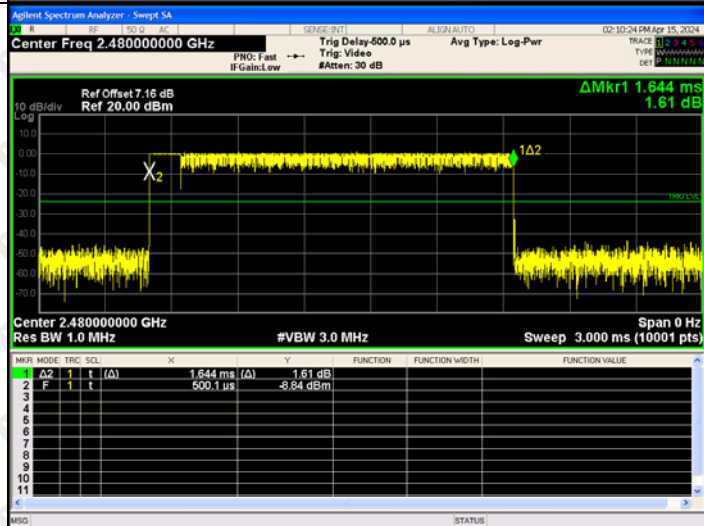 Agilent Spectrum Analyzer - Swept SA
R RF 50 Ω AC SENSE:INT ALIGN AUTO 02:10:24 PM Apr 15, 2024
Center Freq 2.480000000 GHz
PNO: Fast
IFGain:Low
Trig Delay-500.0 µs
Trig: Video
#Atten: 30 dB
Avg Type: Log-Pwr
TRACE 1 2 3 4 5 6
TYPE
DET P N N N N N
ΔMkr1 1.644 ms
1.61 dB
Ref Offset 7.16 dB
10 dB/div Ref 20.00 dBm
Log
10.0
0.00
-10.0
-20.0
-30.0
-40.0
-50.0
-60.0
-70.0
1Δ2
X2
TRIG LVL
Center 2.480000000 GHz Span 0 Hz
Res BW 1.0 MHz #VBW 3.0 MHz Sweep 3.000 ms (10001 pts)
MKR MODE TRC SCL X Y FUNCTION FUNCTION WIDTH FUNCTION VALUE
1 Δ2 1 t (Δ) 1.644 ms (Δ) 1.61 dB
2 F 1 t 500.1 µs -8.84 dBm
3
4
5
6
7
8
9
10
11
MSG STATUS